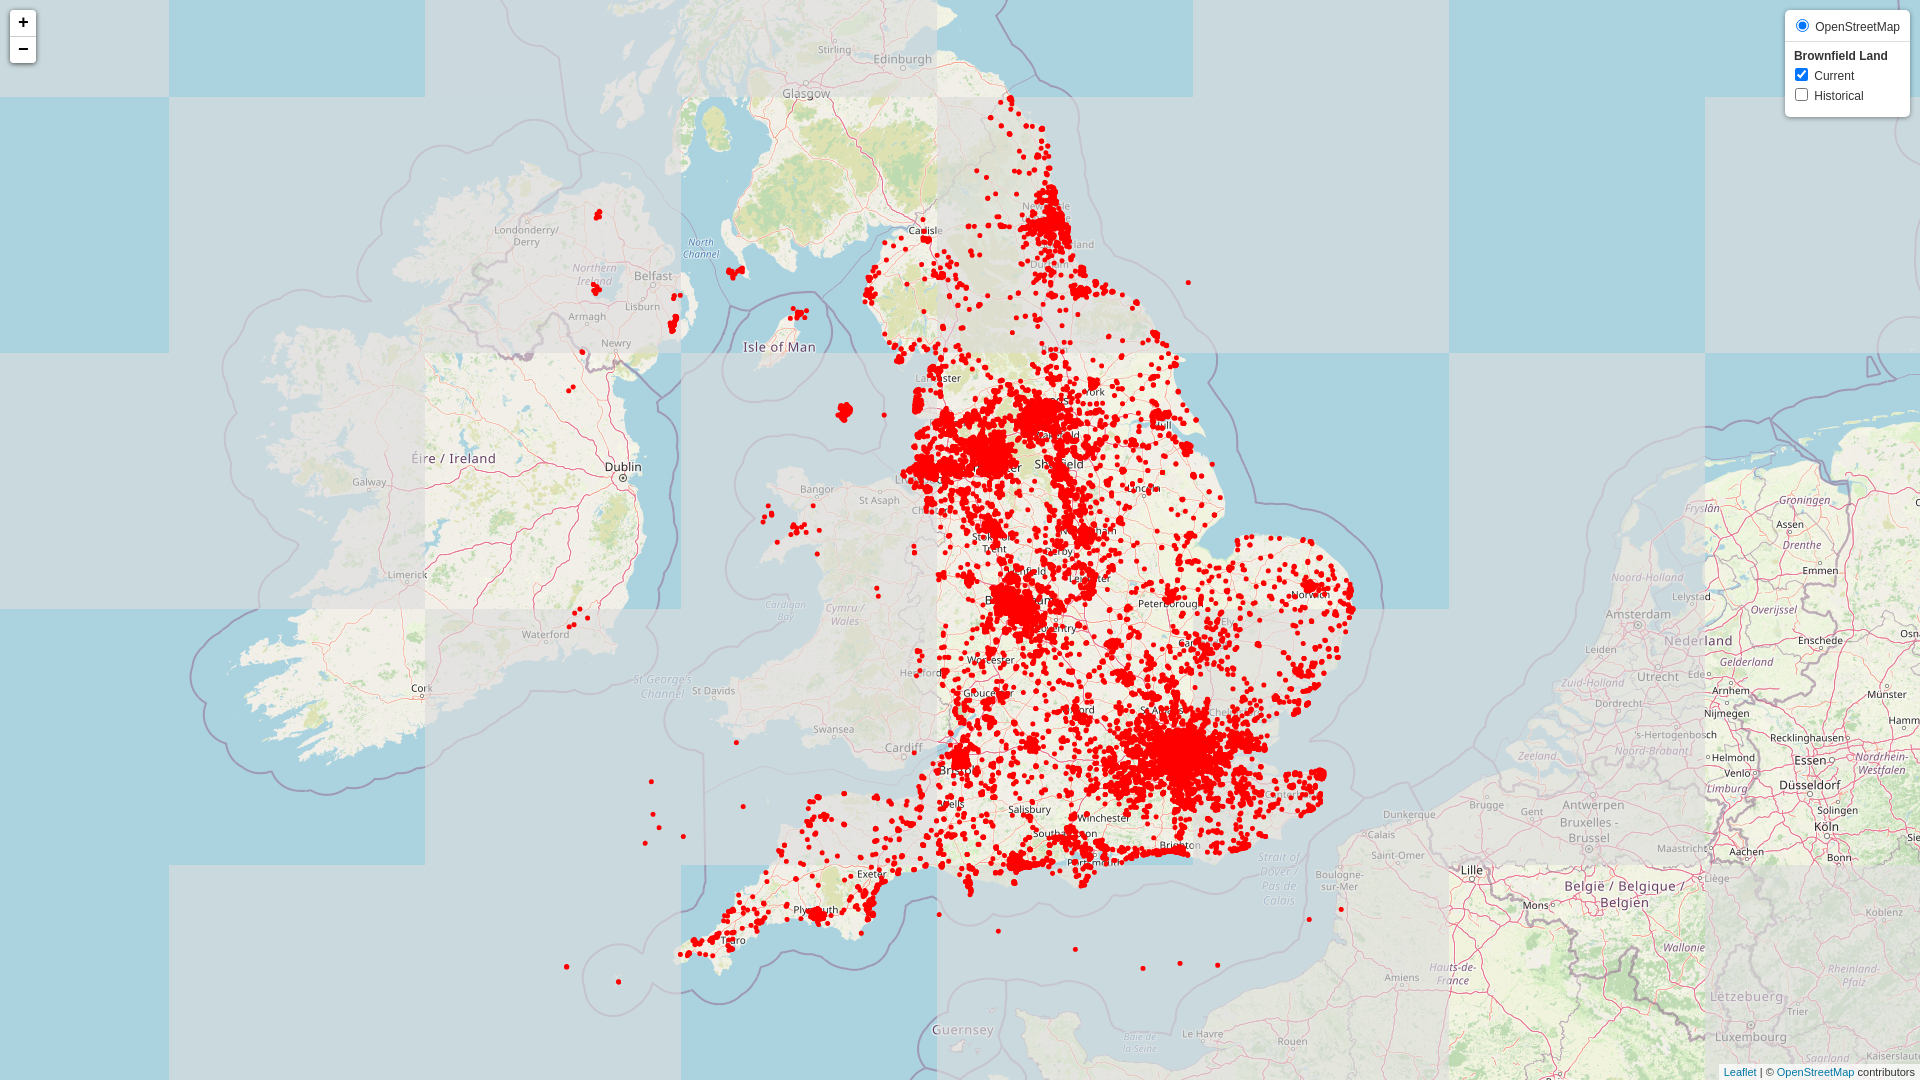 +
−
OpenStreetMap
Brownfield Land
Current
Historical
Stirling
Edinburgh
Glasgow
Londonderry/
Derry
North
Channel
Carlisle
Northern
Ireland
Belfast
Lisburn
Armagh
Newry
Isle of Man
Lancaster
York
Hull
Éire / Ireland
Dublin
Galway
Sheffield
Lincoln
Bangor
St Asaph
Stoke-on-
Trent
Derby
Leicester
Limerick
Cardigan
Bay
Cymru /
Wales
Peterborough
Norwich
Ely
Coventry
Waterford
Worcester
Hereford
St George's
Channel
St Davids
Cork
Gloucester
Swansea
Cardiff
Bristol
Wells
Salisbury
Winchester
Southampton
Portsmouth
Brighton
Canterbury
Exeter
Plymouth
Truro
Strait of
Dover /
Pas de
Calais
Guernsey
Baie de
la Seine
Le Havre
Rouen
Amiens
Hauts-de-
France
Boulogne-
sur-Mer
Saint-Omer
Calais
Dunkerque
Lille
Mons
Brugge
Gent
Antwerpen
Bruxelles -
Brussel
België / Belgique /
Belgien
Wallonie
Liège
Maastricht
Zeeland
Dordrecht
Zuid-Holland
Leiden
Utrecht
Ede
Amsterdam
Noord-Holland
Lelystad
Nederland
Fryslân
Groningen
Assen
Drenthe
Emmen
Overijssel
Enschede
Gelderland
Arnhem
Nijmegen
Münster
's-Hertogenbosch
Noord-Brabant
Recklinghausen
Helmond
Venlo
Essen
Limburg
Düsseldorf
Solingen
Köln
Aachen
Bonn
Nordrhein-
Westfalen
Koblenz
Rheinland-
Pfalz
Lëtzebuerg
Trier
Luxembourg
Saarland
Kaiserslautern
Leaflet | © OpenStreetMap contributors